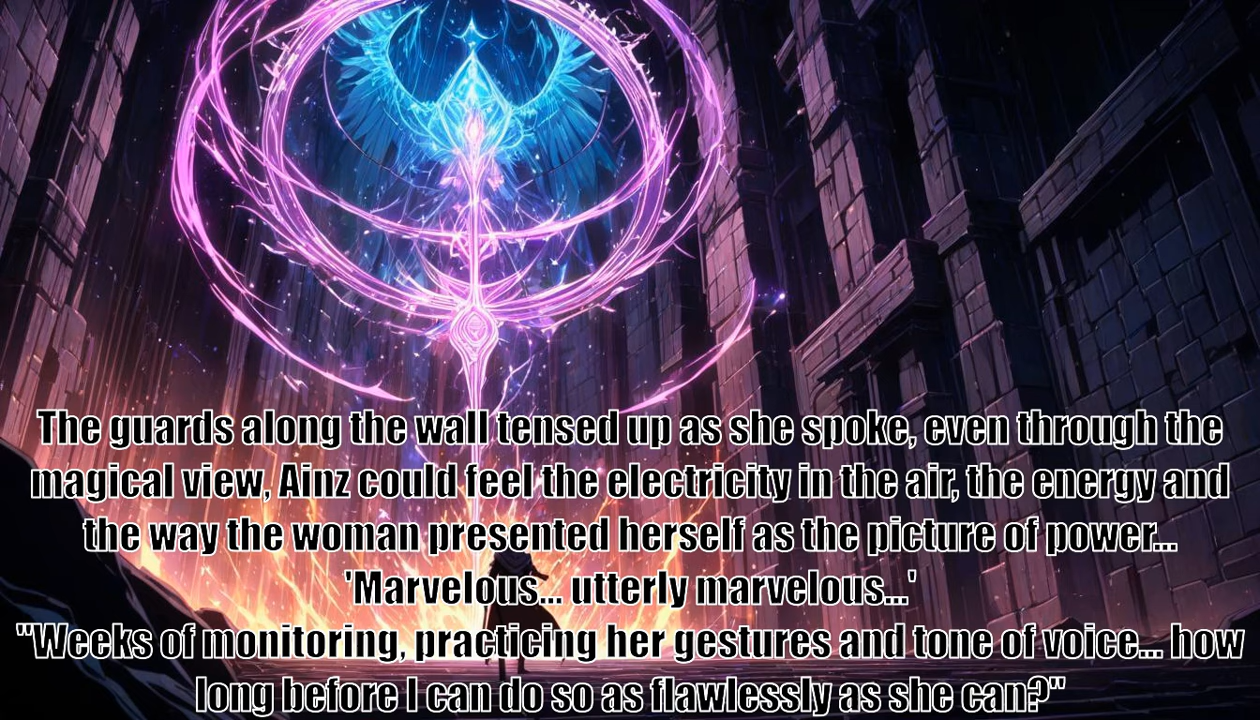 The guards along the wall tensed up as she spoke, even through the
magical view, Ainz could feel the electricity in the air, the energy and
the way the woman presented herself as the picture of power...
'Marvelous... utterly marvelous...'
"Weeks of monitoring, practicing her gestures and tone of voice... how
long before I can do so as flawlessly as she can?"